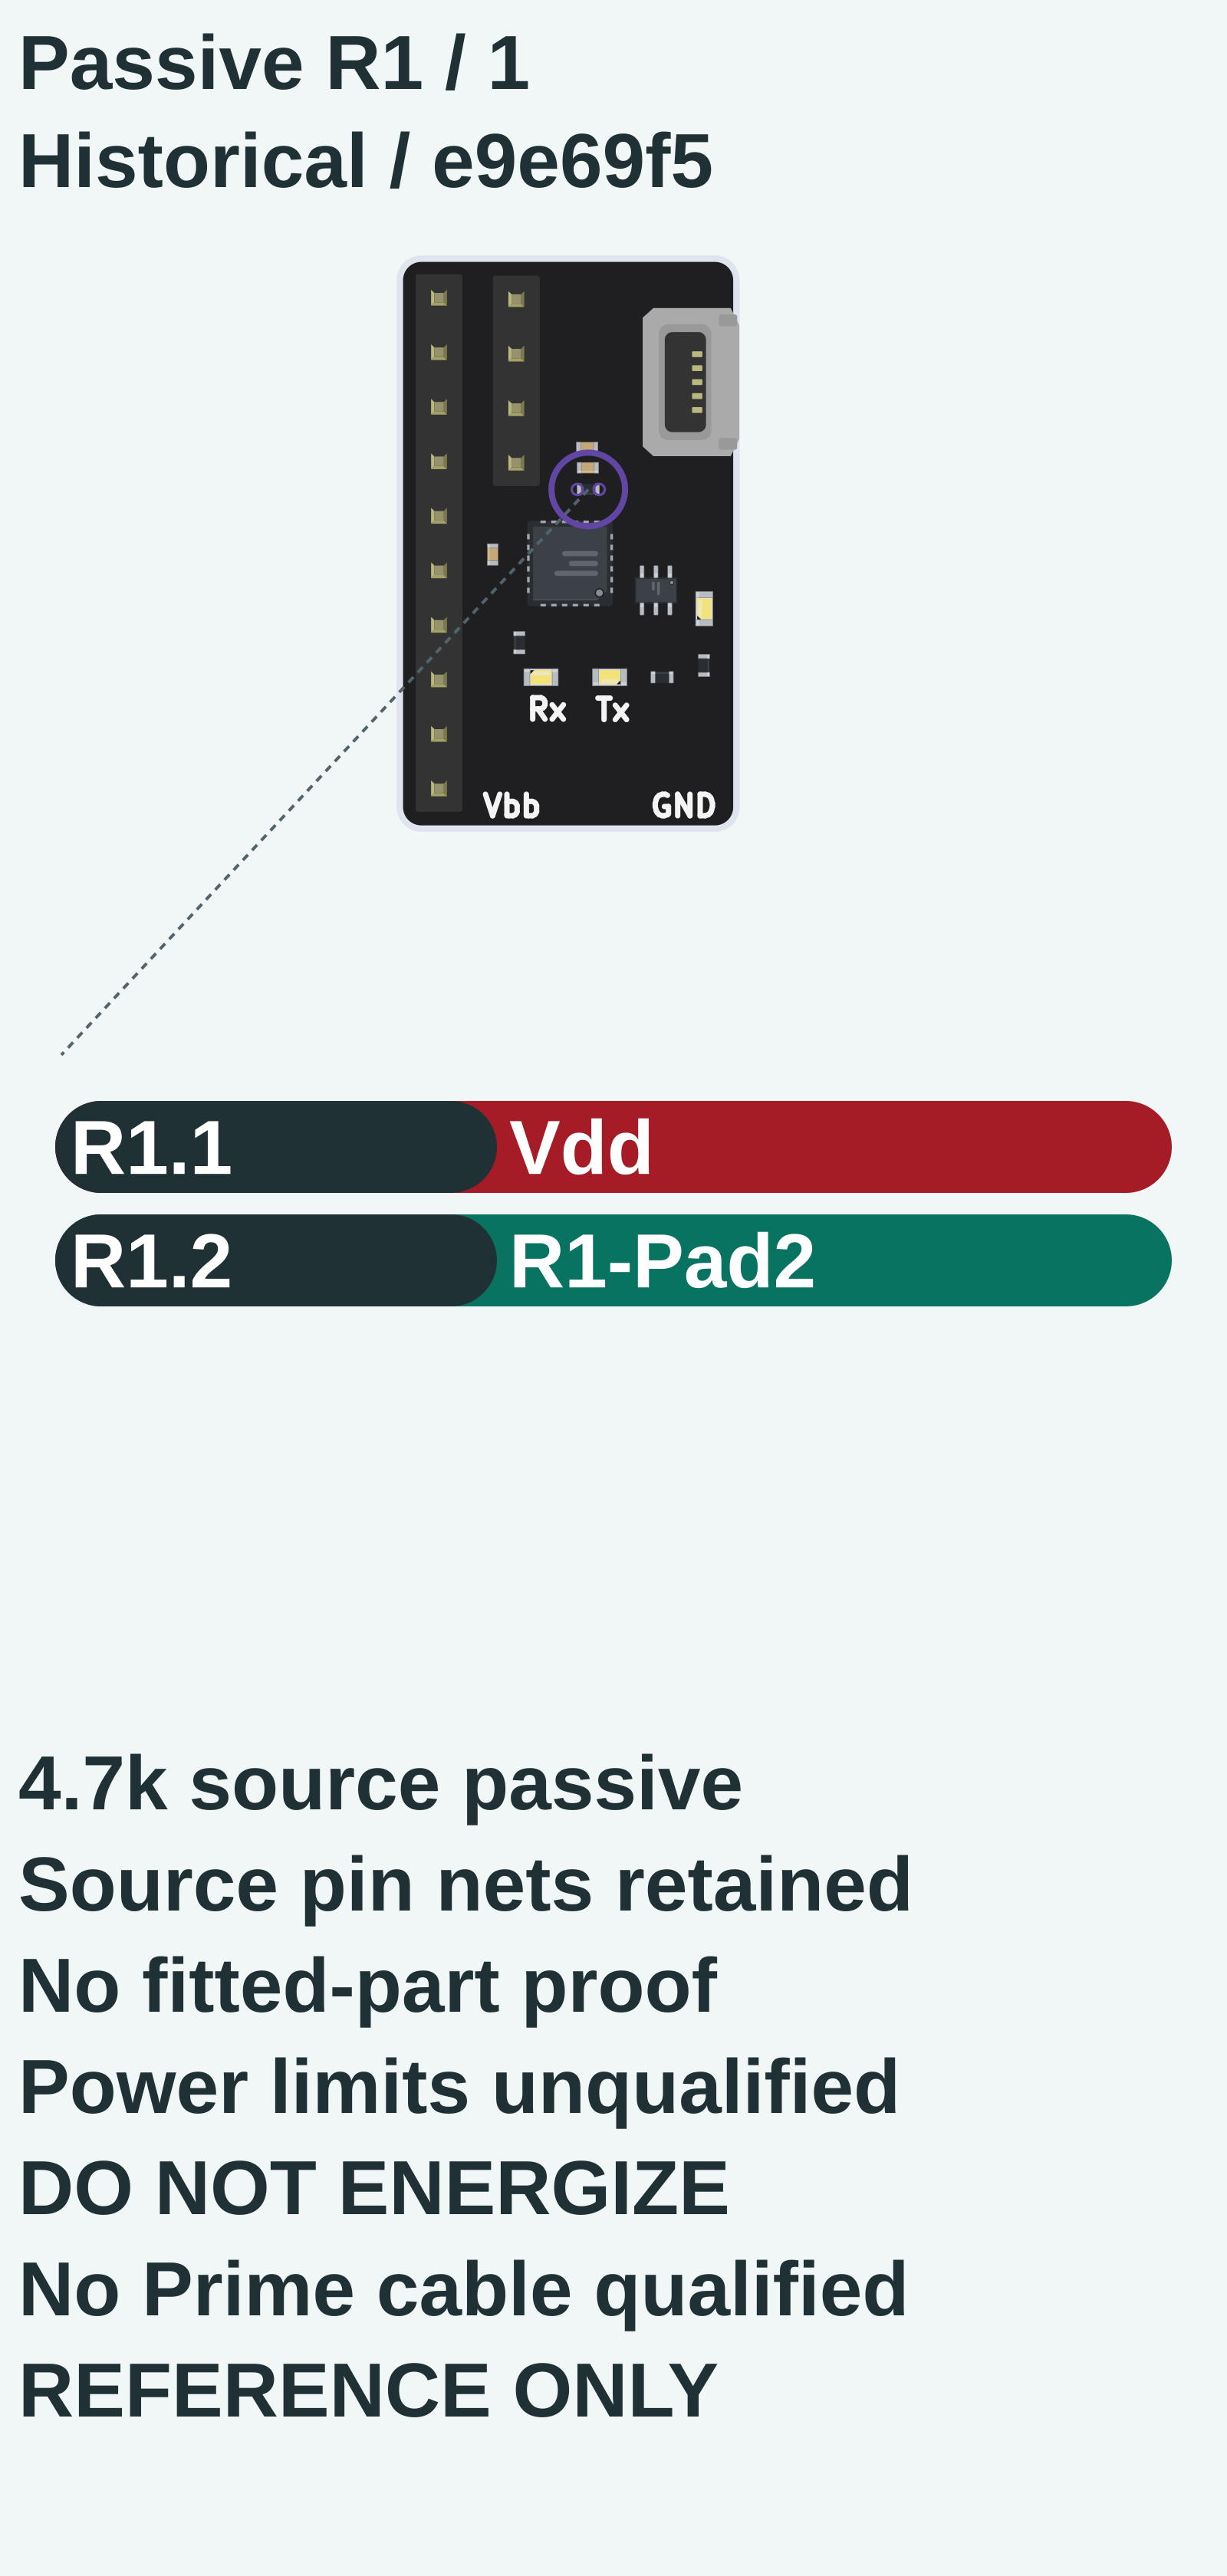 Passive R1 / 1
Historical / e9e69f5
Rx Tx
Vbb GND
R1.1 Vdd
R1.2 R1-Pad2
4.7k source passive
Source pin nets retained
No fitted-part proof
Power limits unqualified
DO NOT ENERGIZE
No Prime cable qualified
REFERENCE ONLY